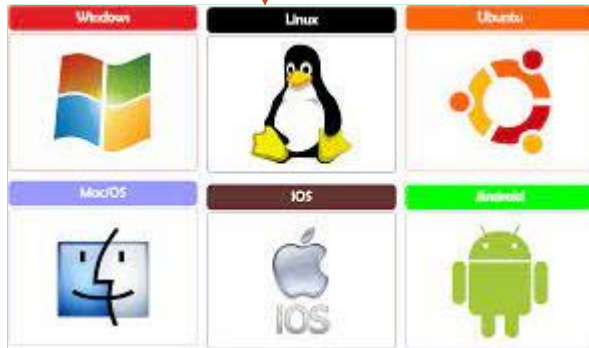 Windows
Linux
Ubuntu
Mac/OS
IOS
Android
IOS